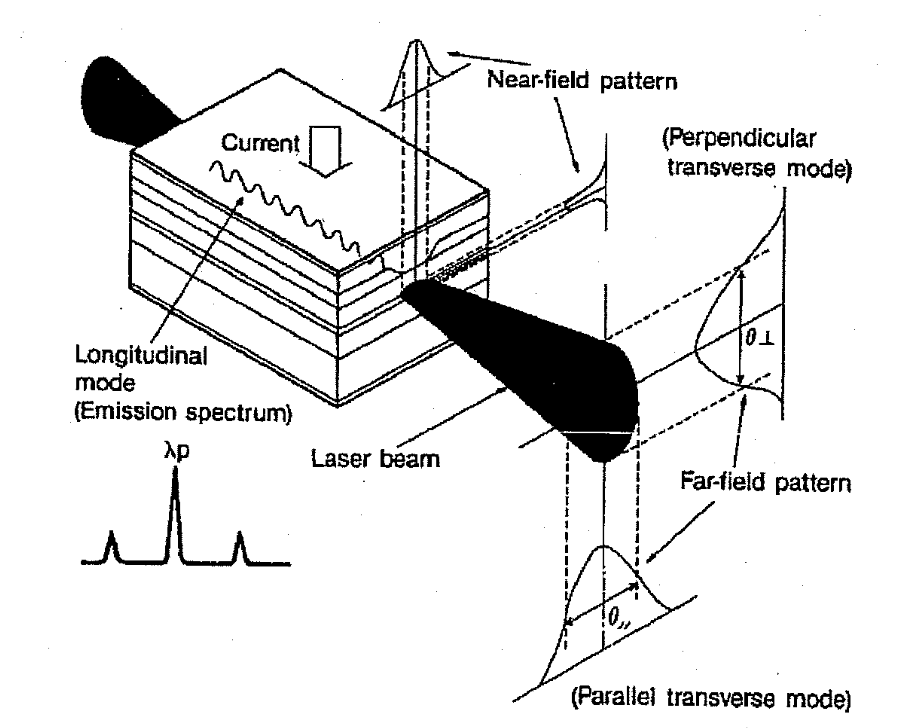 Near-field pattern
(Perpendicular
transverse mode)
Current
θ⊥
Longitudinal
mode
(Emission spectrum)
λp
Laser beam
Far-field pattern
θ//
(Parallel transverse mode)